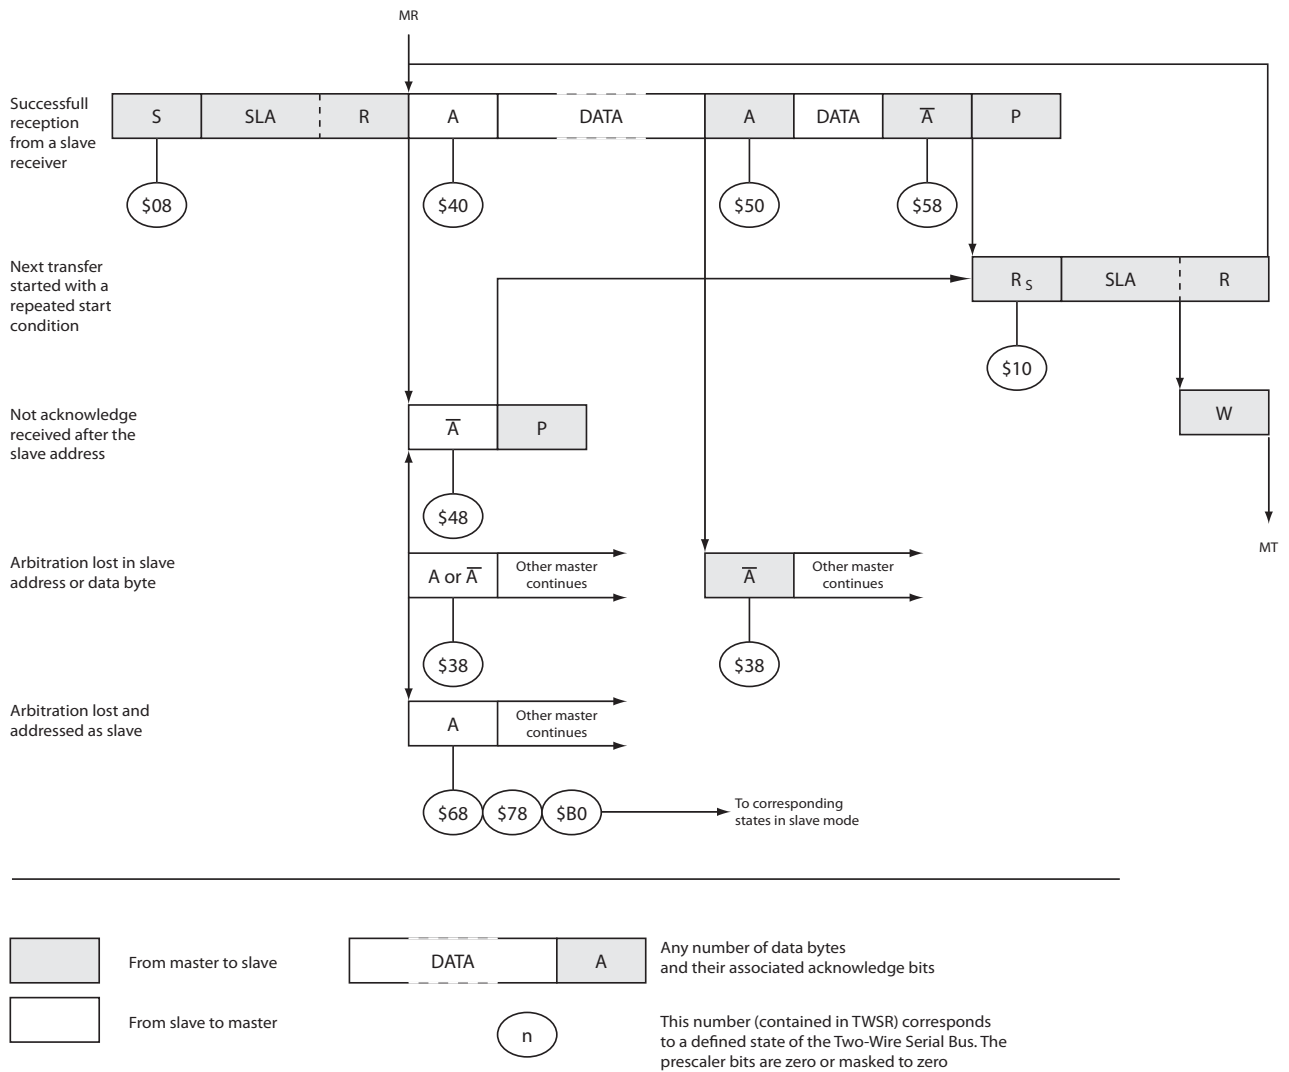 MR
Successfull
reception
from a slave
receiver
S SLA R A DATA A DATA A̅ P
$08 $40 $50 $58
Next transfer
started with a
repeated start
condition
R S SLA R
$10
Not acknowledge
received after the
slave address
A̅ P
W
$48
MT
Arbitration lost in slave
address or data byte
A or A̅
Other master
continues
A̅
Other master
continues
$38 $38
Arbitration lost and
addressed as slave
A
Other master
continues
$68 $78 $B0
To corresponding
states in slave mode
From master to slave
DATA A
Any number of data bytes
and their associated acknowledge bits
From slave to master
n
This number (contained in TWSR) corresponds
to a defined state of the Two-Wire Serial Bus. The
prescaler bits are zero or masked to zero